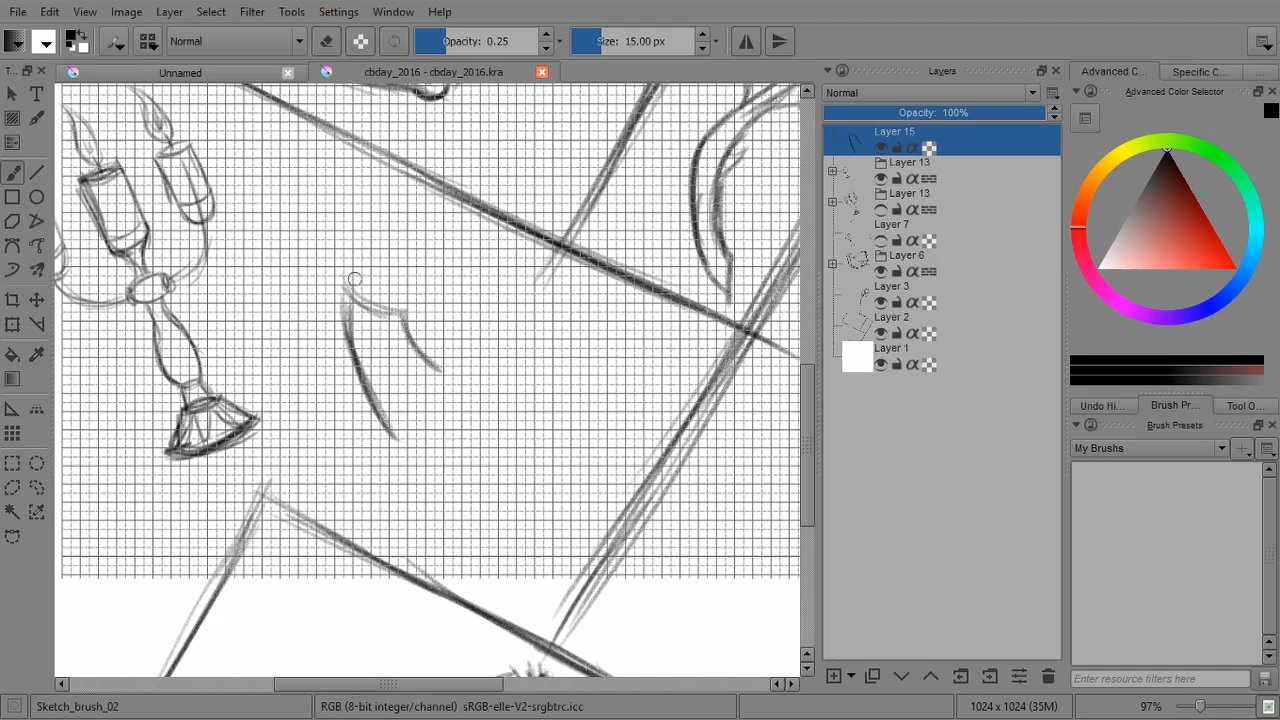 File Edit View Image Layer Select Filter Tools Settings Window Help
Normal Opacity: 0.25 Size: 15.00 px
T... Unnamed cbday_2016 - cbday_2016.kra Layers Advanced C... Specific C... ...
Normal Advanced Color Selector
Opacity: 100%
Layer 15
Layer 13
Layer 13
Layer 7
Layer 6
Layer 3
Layer 2
Layer 1
Undo Hi... Brush Pr... Tool O...
Brush Presets
My Brushes
Enter resource filters here
Sketch_brush_02 RGB (8-bit integer/channel) sRGB-elle-V2-srgbtrc.icc 1024 x 1024 (35M) 97%